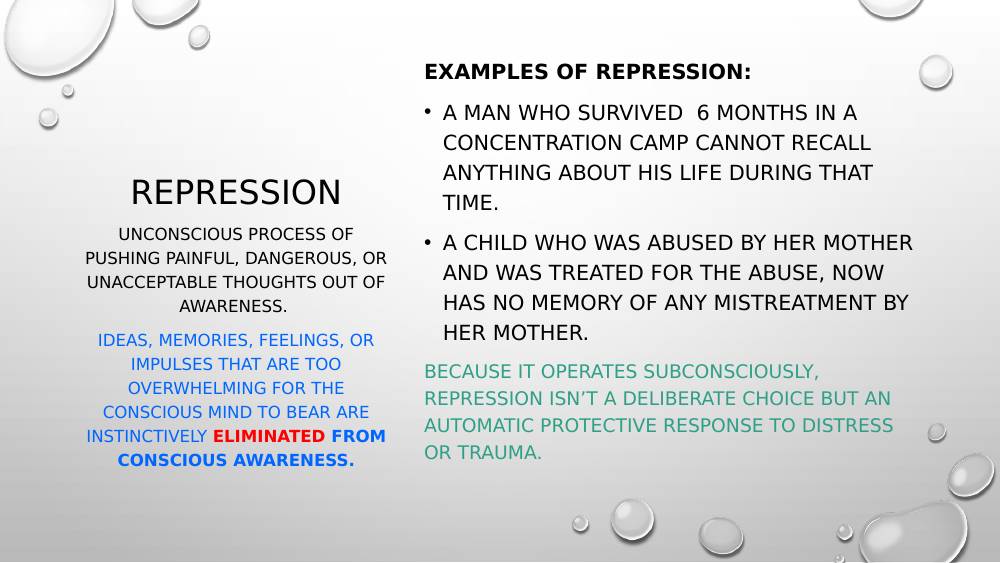 REPRESSION
UNCONSCIOUS PROCESS OF
PUSHING PAINFUL, DANGEROUS, OR
UNACCEPTABLE THOUGHTS OUT OF
AWARENESS.
IDEAS, MEMORIES, FEELINGS, OR
IMPULSES THAT ARE TOO
OVERWHELMING FOR THE
CONSCIOUS MIND TO BEAR ARE
INSTINCTIVELY ELIMINATED FROM
CONSCIOUS AWARENESS.
EXAMPLES OF REPRESSION:
• A MAN WHO SURVIVED  6 MONTHS IN A
CONCENTRATION CAMP CANNOT RECALL
ANYTHING ABOUT HIS LIFE DURING THAT
TIME.
• A CHILD WHO WAS ABUSED BY HER MOTHER
AND WAS TREATED FOR THE ABUSE, NOW
HAS NO MEMORY OF ANY MISTREATMENT BY
HER MOTHER.
BECAUSE IT OPERATES SUBCONSCIOUSLY,
REPRESSION ISN’T A DELIBERATE CHOICE BUT AN
AUTOMATIC PROTECTIVE RESPONSE TO DISTRESS
OR TRAUMA.